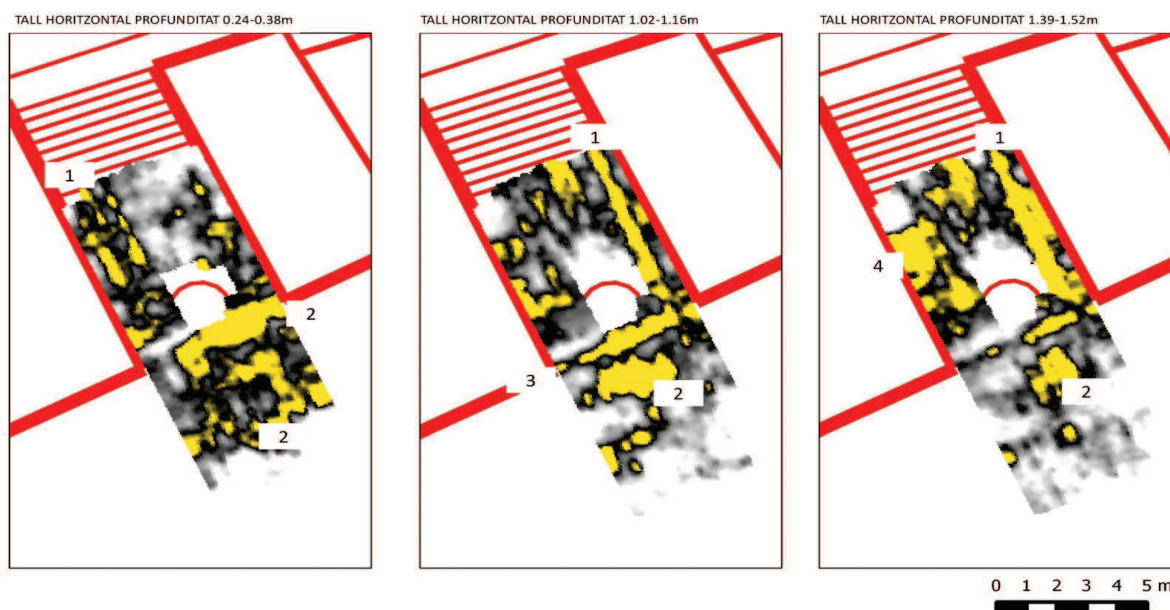 TALL HORITZONTAL PROFUNDITAT 0.24-0.38m
1
2
2
TALL HORITZONTAL PROFUNDITAT 1.02-1.16m
1
3
2
TALL HORITZONTAL PROFUNDITAT 1.39-1.52m
1
4
2
0 1 2 3 4 5 m